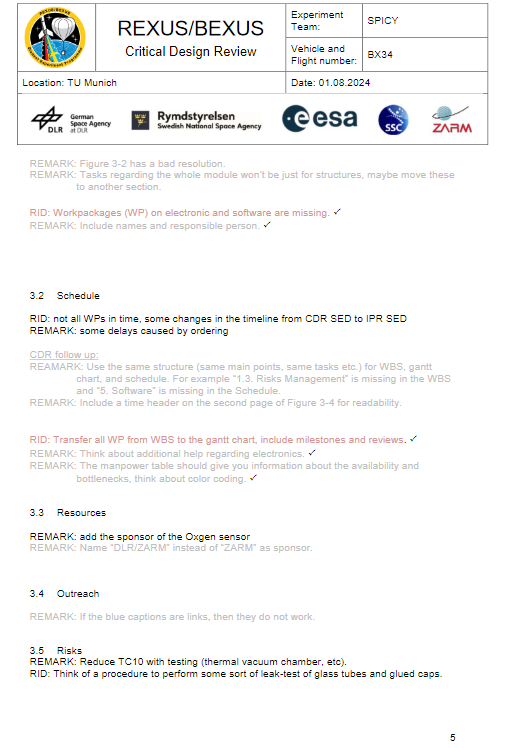 REXUS/BEXUS
Critical Design Review
Experiment Team: SPICY
Vehicle and Flight number: BX34
Location: TU Munich
Date: 01.08.2024
DLR
German Space Agency at DLR
Rymdstyrelsen
Swedish National Space Agency
esa
SSC
ZARM
REMARK: Figure 3-2 has a bad resolution.
REMARK: Tasks regarding the whole module won't be just for structures, maybe move these
to another section.
RID: Workpackages (WP) on electronic and software are missing. ✓
REMARK: Include names and responsible person. ✓
3.2 Schedule
RID: not all WPs in time, some changes in the timeline from CDR SED to IPR SED
REMARK: some delays caused by ordering
CDR follow up:
REAMARK: Use the same structure (same main points, same tasks etc.) for WBS, gantt
chart, and schedule. For example "1.3. Risks Management" is missing in the WBS
and "5. Software" is missing in the Schedule.
REMARK: Include a time header on the second page of Figure 3-4 for readability.
RID: Transfer all WP from WBS to the gantt chart, include milestones and reviews. ✓
REMARK: Think about additional help regarding electronics. ✓
REMARK: The manpower table should give you information about the availability and
bottlenecks, think about color coding. ✓
3.3 Resources
REMARK: add the sponsor of the Oxgen sensor
REMARK: Name "DLR/ZARM" instead of "ZARM" as sponsor.
3.4 Outreach
REMARK: If the blue captions are links, then they do not work.
3.5 Risks
REMARK: Reduce TC10 with testing (thermal vacuum chamber, etc).
RID: Think of a procedure to perform some sort of leak-test of glass tubes and glued caps.
5